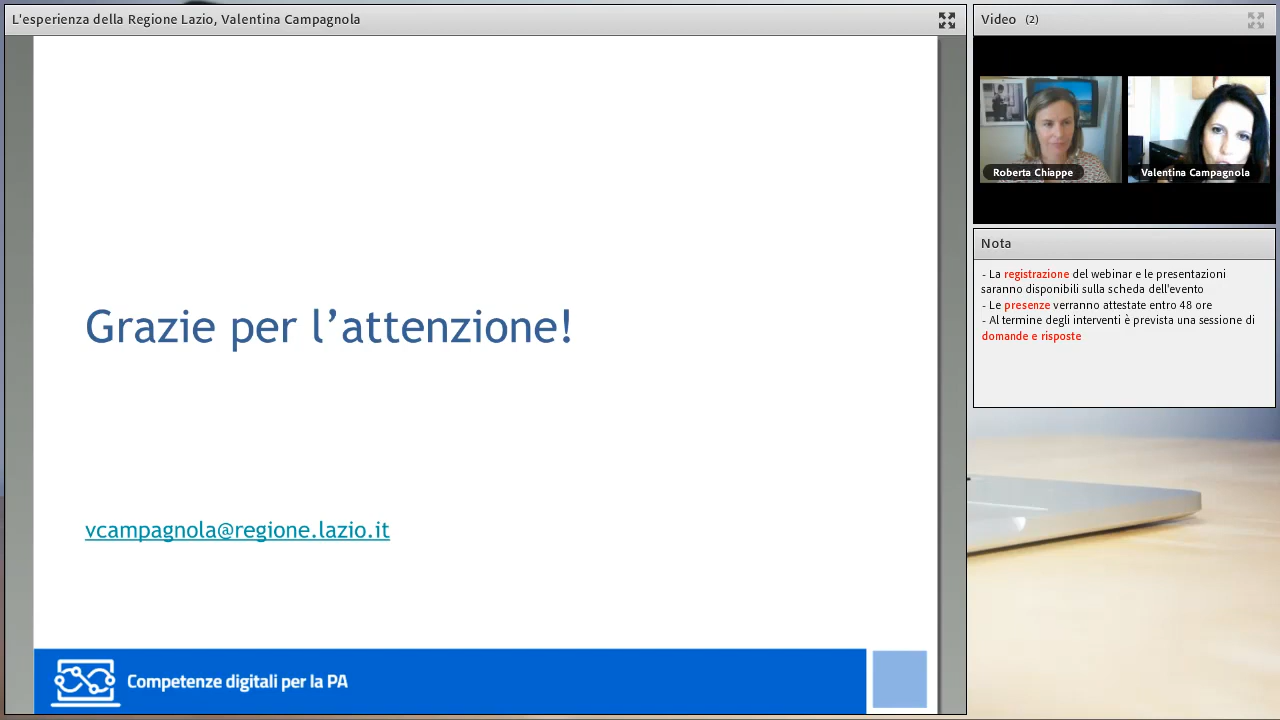 L'esperienza della Regione Lazio, Valentina Campagnola
Grazie per l’attenzione!
vcampagnola@regione.lazio.it
Competenze digitali per la PA
Video (2)
Roberta Chiappe
Valentina Campagnola
Nota
- La registrazione del webinar e le presentazioni
saranno disponibili sulla scheda dell'evento
- Le presenze verranno attestate entro 48 ore
- Al termine degli interventi è prevista una sessione di
domande e risposte